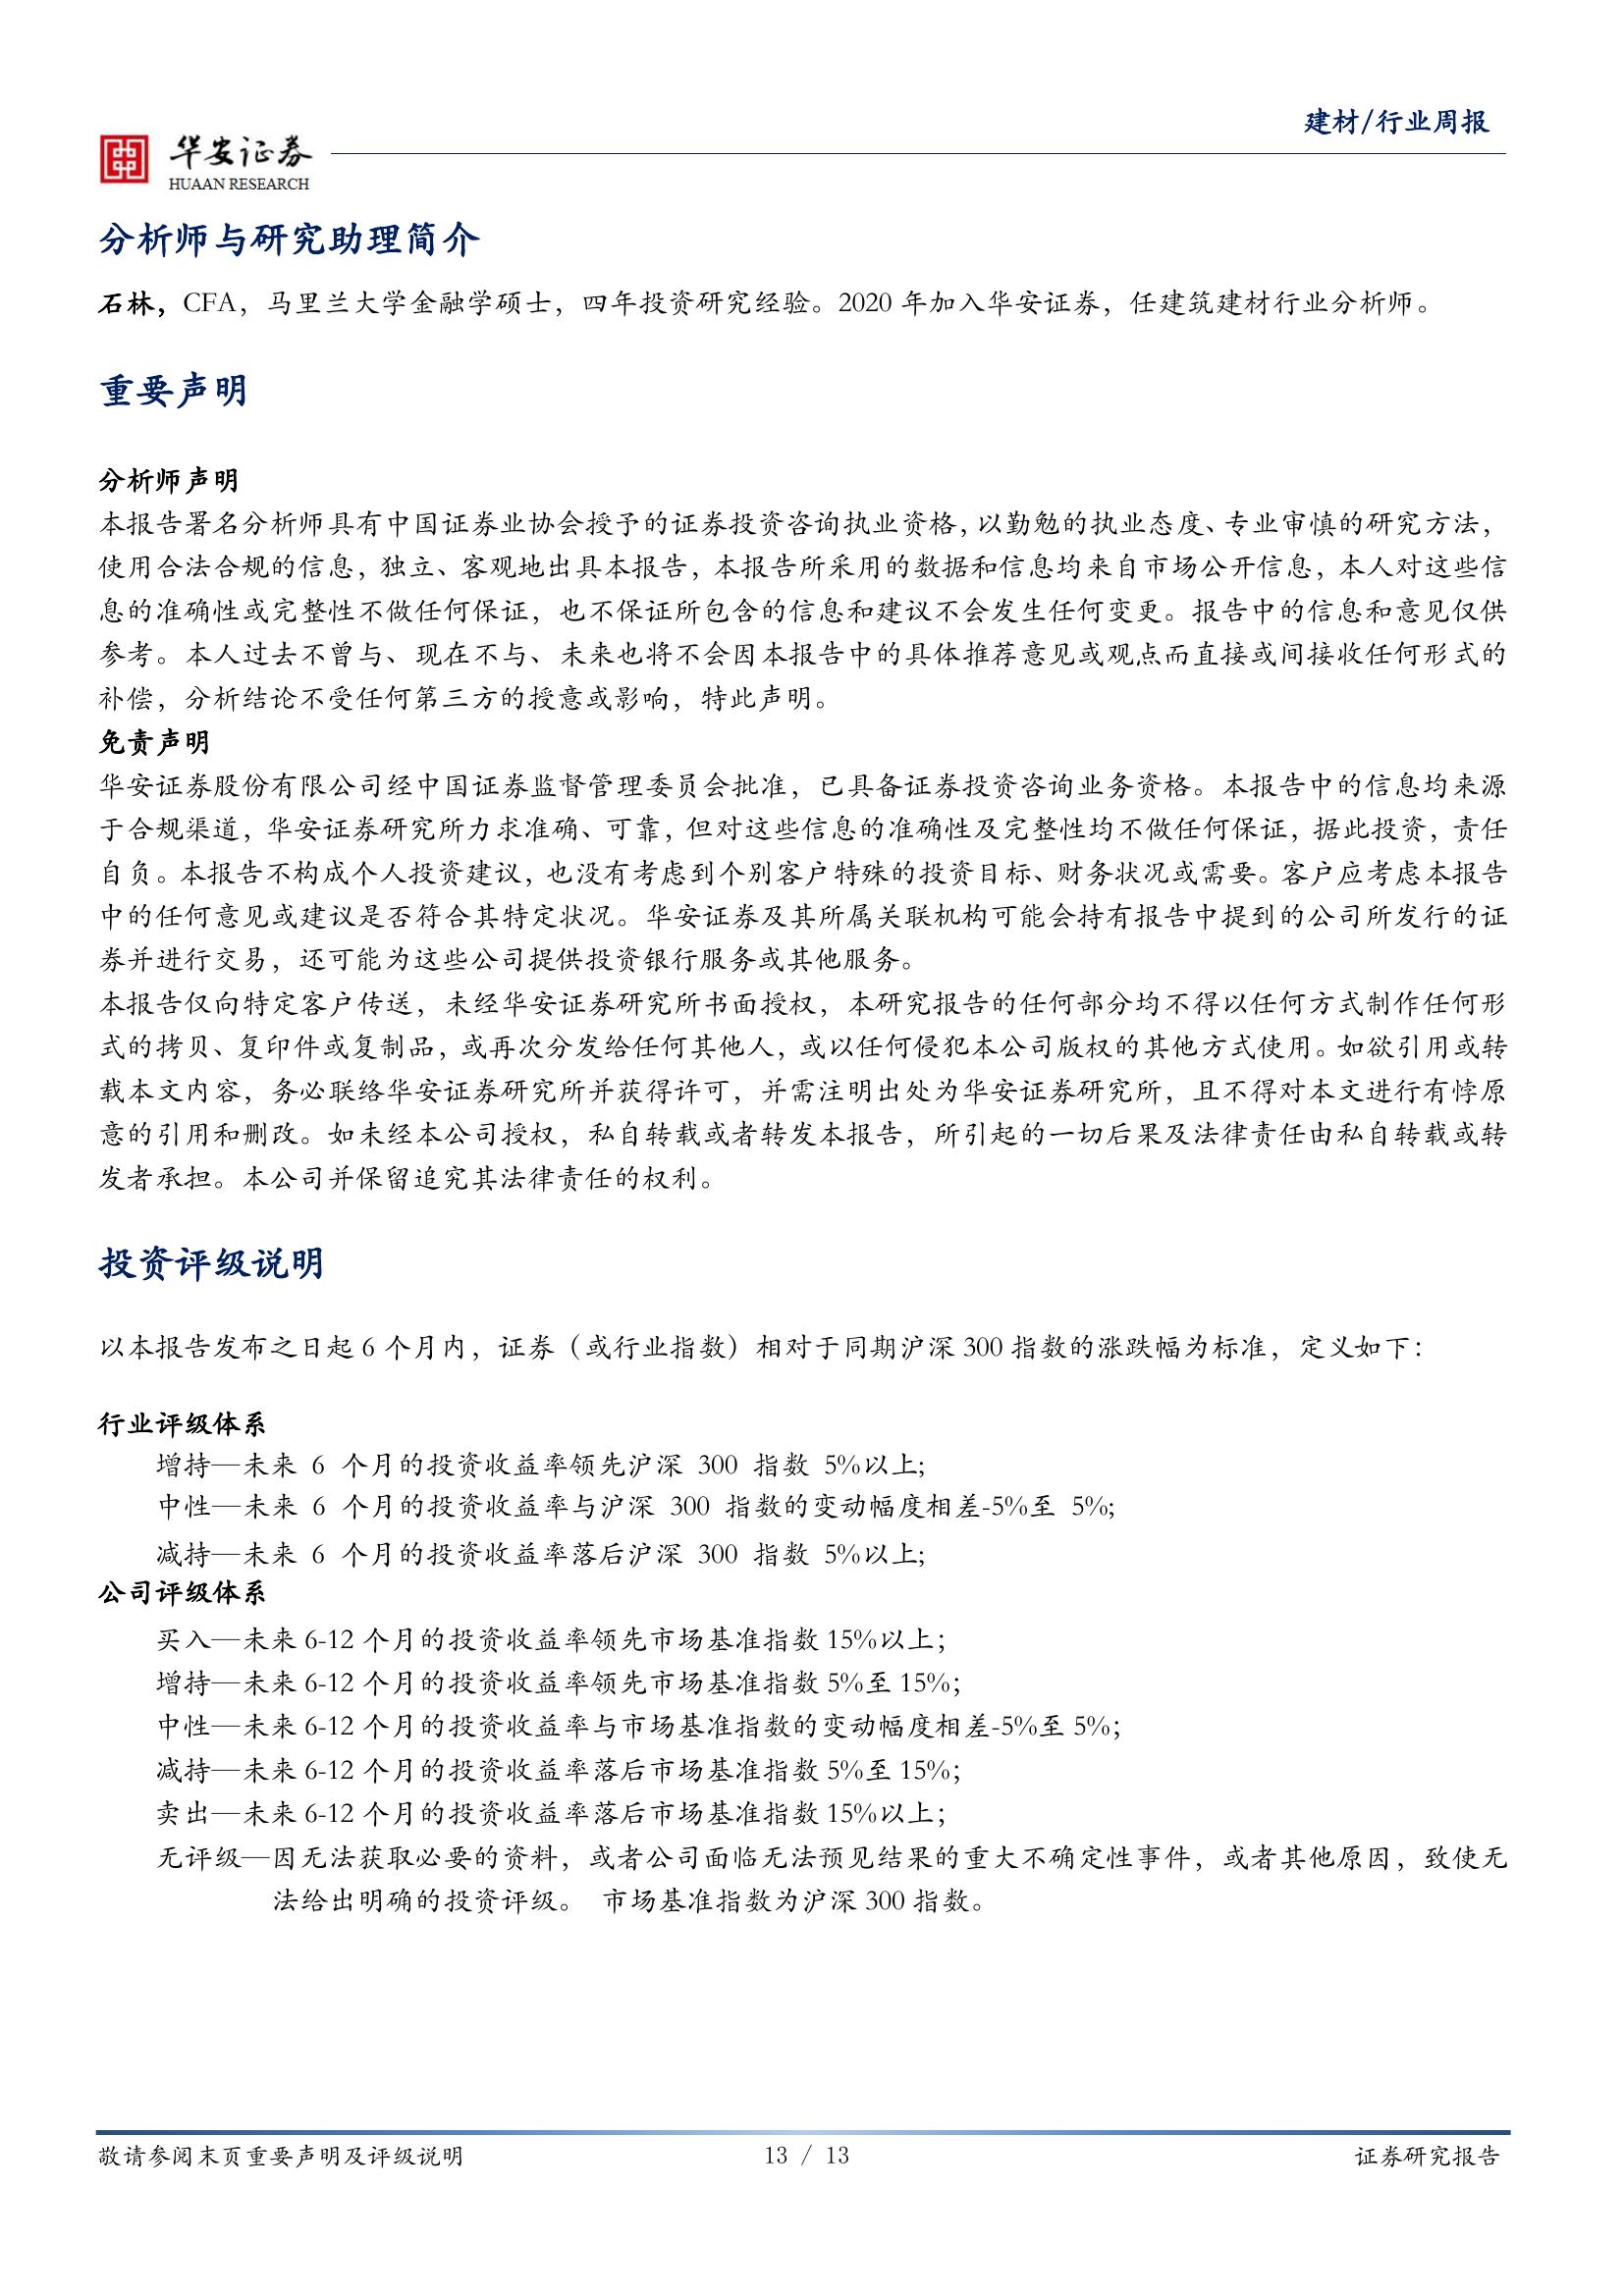 建材/行业周报
华安证券
HUAAN RESEARCH
分析师与研究助理简介
石林，CFA，马里兰大学金融学硕士，四年投资研究经验。2020 年加入华安证券，任建筑建材行业分析师。
重要声明
分析师声明
本报告署名分析师具有中国证券业协会授予的证券投资咨询执业资格，以勤勉的执业态度、专业审慎的研究方法，
使用合法合规的信息，独立、客观地出具本报告，本报告所采用的数据和信息均来自市场公开信息，本人对这些信
息的准确性或完整性不做任何保证，也不保证所包含的信息和建议不会发生任何变更。报告中的信息和意见仅供
参考。本人过去不曾与、现在不与、未来也将不会因本报告中的具体推荐意见或观点而直接或间接收任何形式的
补偿，分析结论不受任何第三方的授意或影响，特此声明。
免责声明
华安证券股份有限公司经中国证券监督管理委员会批准，已具备证券投资咨询业务资格。本报告中的信息均来源
于合规渠道，华安证券研究所力求准确、可靠，但对这些信息的准确性及完整性均不做任何保证，据此投资，责任
自负。本报告不构成个人投资建议，也没有考虑到个别客户特殊的投资目标、财务状况或需要。客户应考虑本报告
中的任何意见或建议是否符合其特定状况。华安证券及其所属关联机构可能会持有报告中提到的公司所发行的证
券并进行交易，还可能为这些公司提供投资银行服务或其他服务。
本报告仅向特定客户传送，未经华安证券研究所书面授权，本研究报告的任何部分均不得以任何方式制作任何形
式的拷贝、复印件或复制品，或再次分发给任何其他人，或以任何侵犯本公司版权的其他方式使用。如欲引用或转
载本文内容，务必联络华安证券研究所并获得许可，并需注明出处为华安证券研究所，且不得对本文进行有悖原
意的引用和删改。如未经本公司授权，私自转载或者转发本报告，所引起的一切后果及法律责任由私自转载或转
发者承担。本公司并保留追究其法律责任的权利。
投资评级说明
以本报告发布之日起 6 个月内，证券（或行业指数）相对于同期沪深 300 指数的涨跌幅为标准，定义如下：
行业评级体系
增持—未来 6 个月的投资收益率领先沪深 300 指数 5%以上;
中性—未来 6 个月的投资收益率与沪深 300 指数的变动幅度相差-5%至 5%;
减持—未来 6 个月的投资收益率落后沪深 300 指数 5%以上;
公司评级体系
买入—未来 6-12 个月的投资收益率领先市场基准指数 15%以上；
增持—未来 6-12 个月的投资收益率领先市场基准指数 5%至 15%；
中性—未来 6-12 个月的投资收益率与市场基准指数的变动幅度相差-5%至 5%；
减持—未来 6-12 个月的投资收益率落后市场基准指数 5%至 15%；
卖出—未来 6-12 个月的投资收益率落后市场基准指数 15%以上；
无评级—因无法获取必要的资料，或者公司面临无法预见结果的重大不确定性事件，或者其他原因，致使无
法给出明确的投资评级。 市场基准指数为沪深 300 指数。
敬请参阅末页重要声明及评级说明
13 / 13
证券研究报告